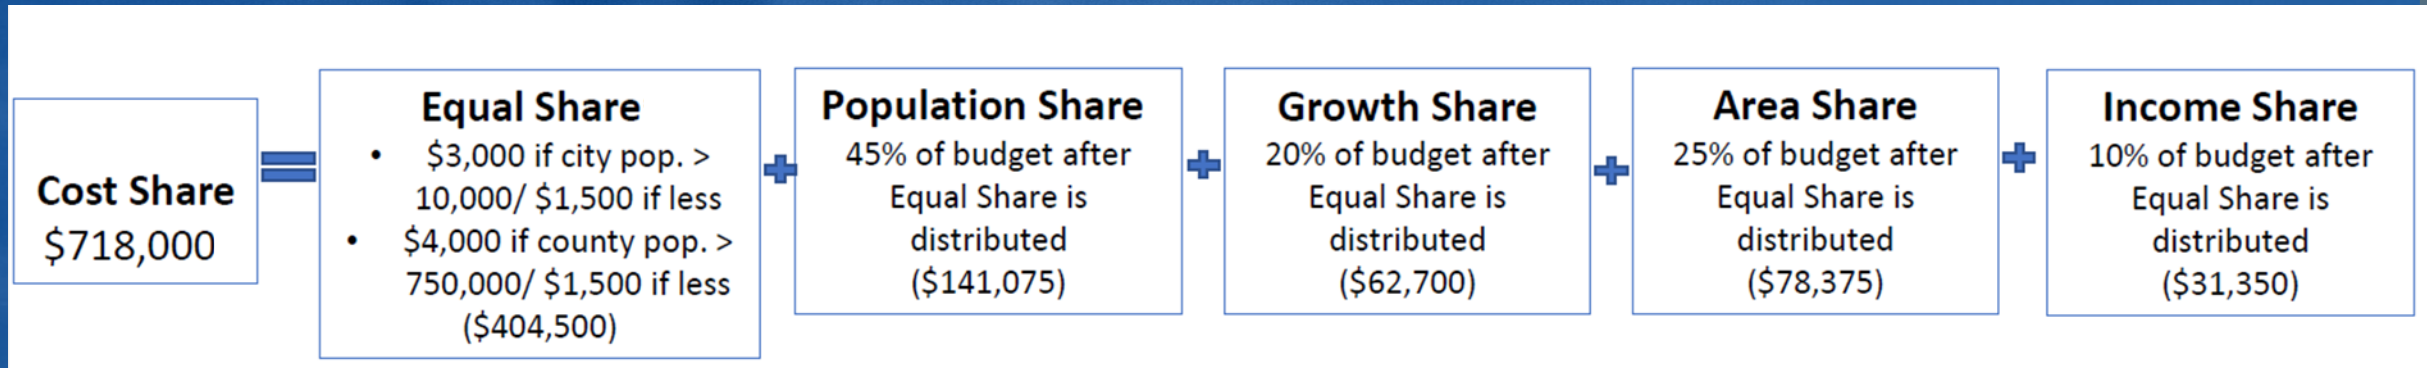 Cost Share
$718,000
Equal Share
• $3,000 if city pop. >
10,000/ $1,500 if less
• $4,000 if county pop. >
750,000/ $1,500 if less
($404,500)
Population Share
45% of budget after
Equal Share is
distributed
($141,075)
Growth Share
20% of budget after
Equal Share is
distributed
($62,700)
Area Share
25% of budget after
Equal Share is
distributed
($78,375)
Income Share
10% of budget after
Equal Share is
distributed
($31,350)